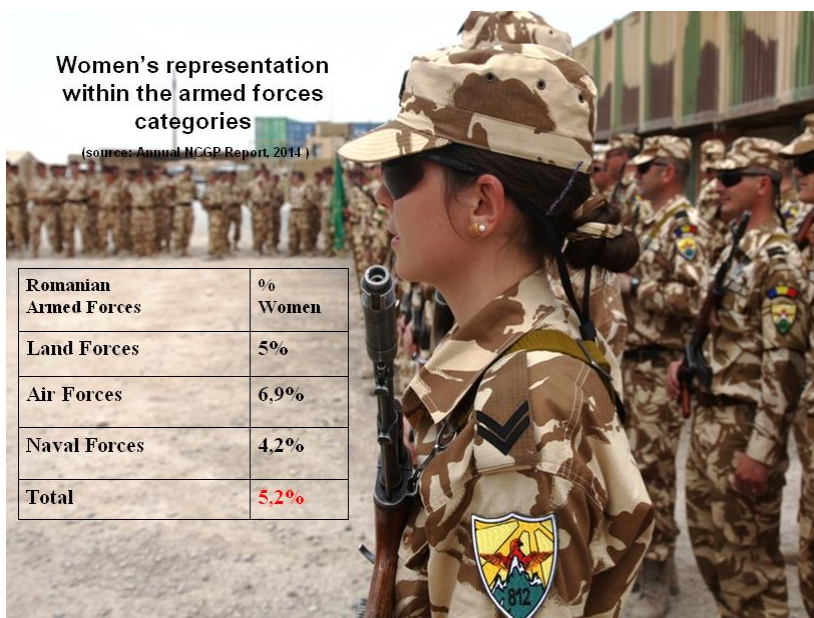 Women's representation
within the armed forces
categories
(source: Annual NCGP Report, 2014 )
Romanian
Armed Forces
%
Women
Land Forces
5%
Air Forces
6,9%
Naval Forces
4,2%
Total
5,2%
812